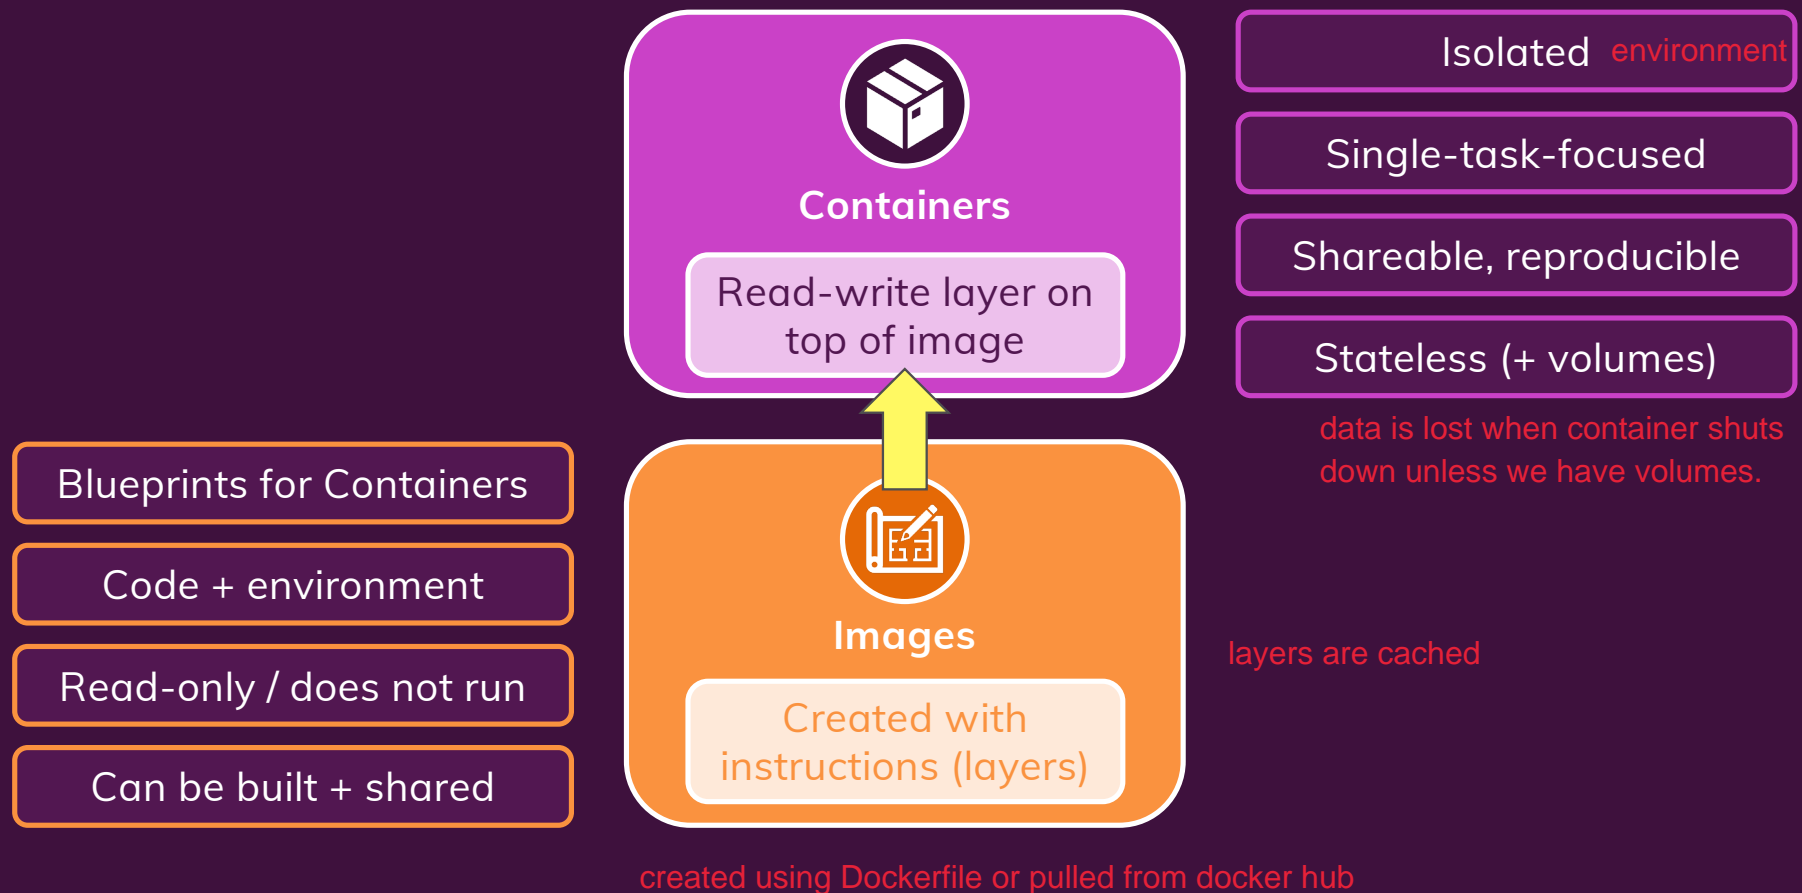 Containers
Read-write layer on
top of image
Isolated environment
Single-task-focused
Shareable, reproducible
Stateless (+ volumes)
data is lost when container shuts
down unless we have volumes.
Blueprints for Containers
Code + environment
Read-only / does not run
Can be built + shared
Images
Created with
instructions (layers)
layers are cached
created using Dockerfile or pulled from docker hub